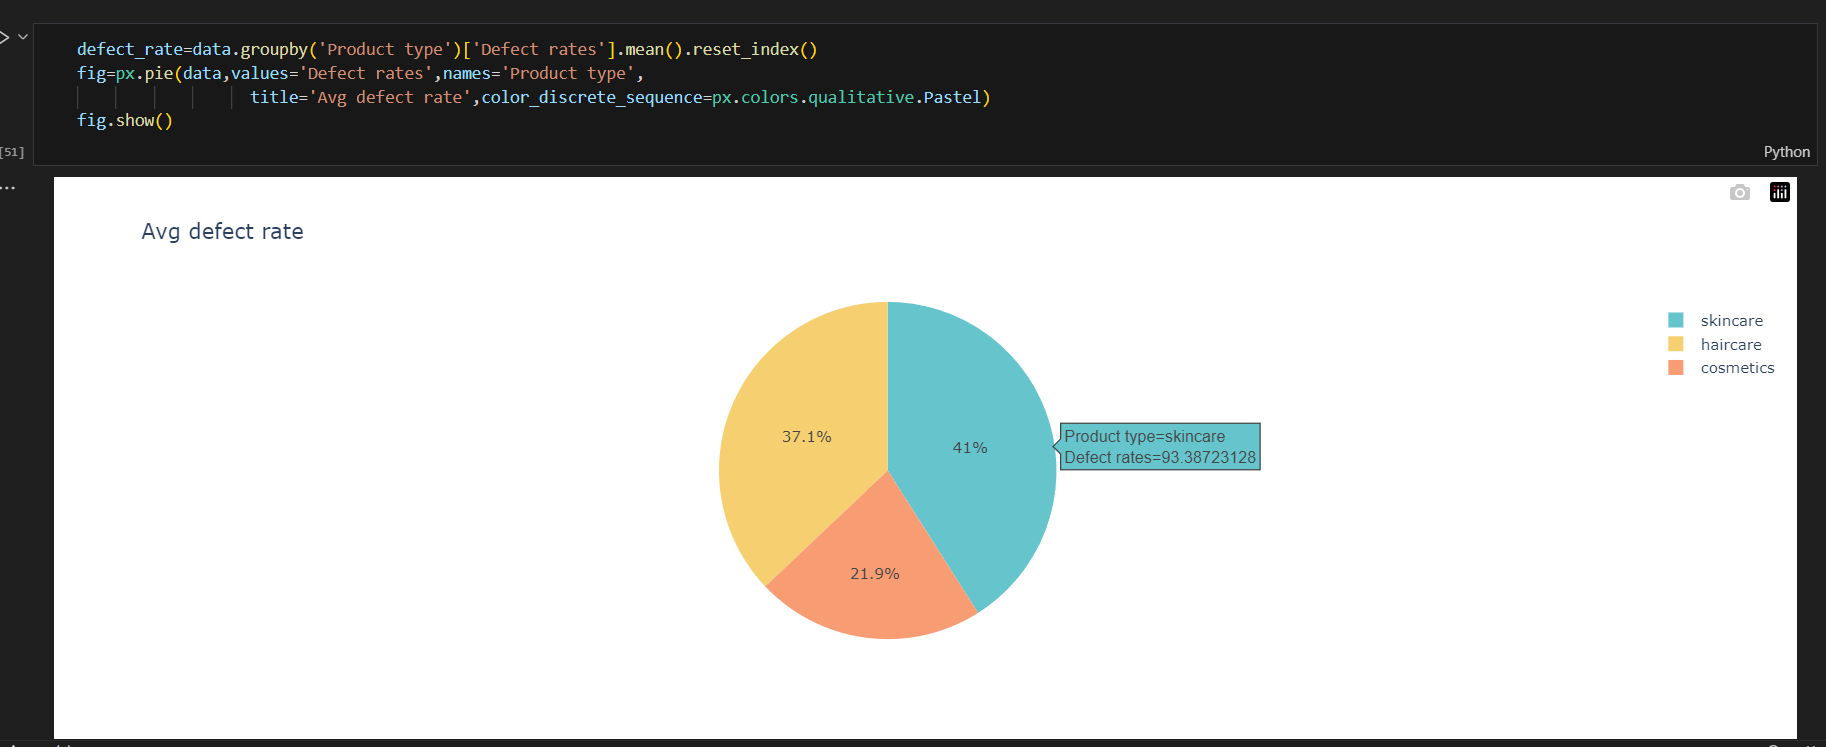 defect_rate=data.groupby('Product type')['Defect rates'].mean().reset_index()
fig=px.pie(data,values='Defect rates',names='Product type',
title='Avg defect rate',color_discrete_sequence=px.colors.qualitative.Pastel)
fig.show()
[51]
Python
Avg defect rate
skincare
haircare
cosmetics
37.1%
41%
Product type=skincare
Defect rates=93.38723128
21.9%